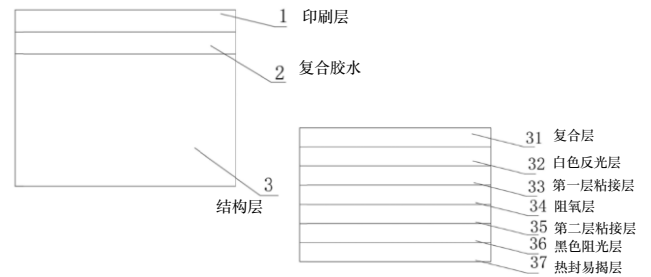 1 印刷层
2 复合胶水
3
结构层
31 复合层
32 白色反光层
33 第一层粘接层
34 阻氧层
35 第二层粘接层
36 黑色阻光层
37 热封易揭层